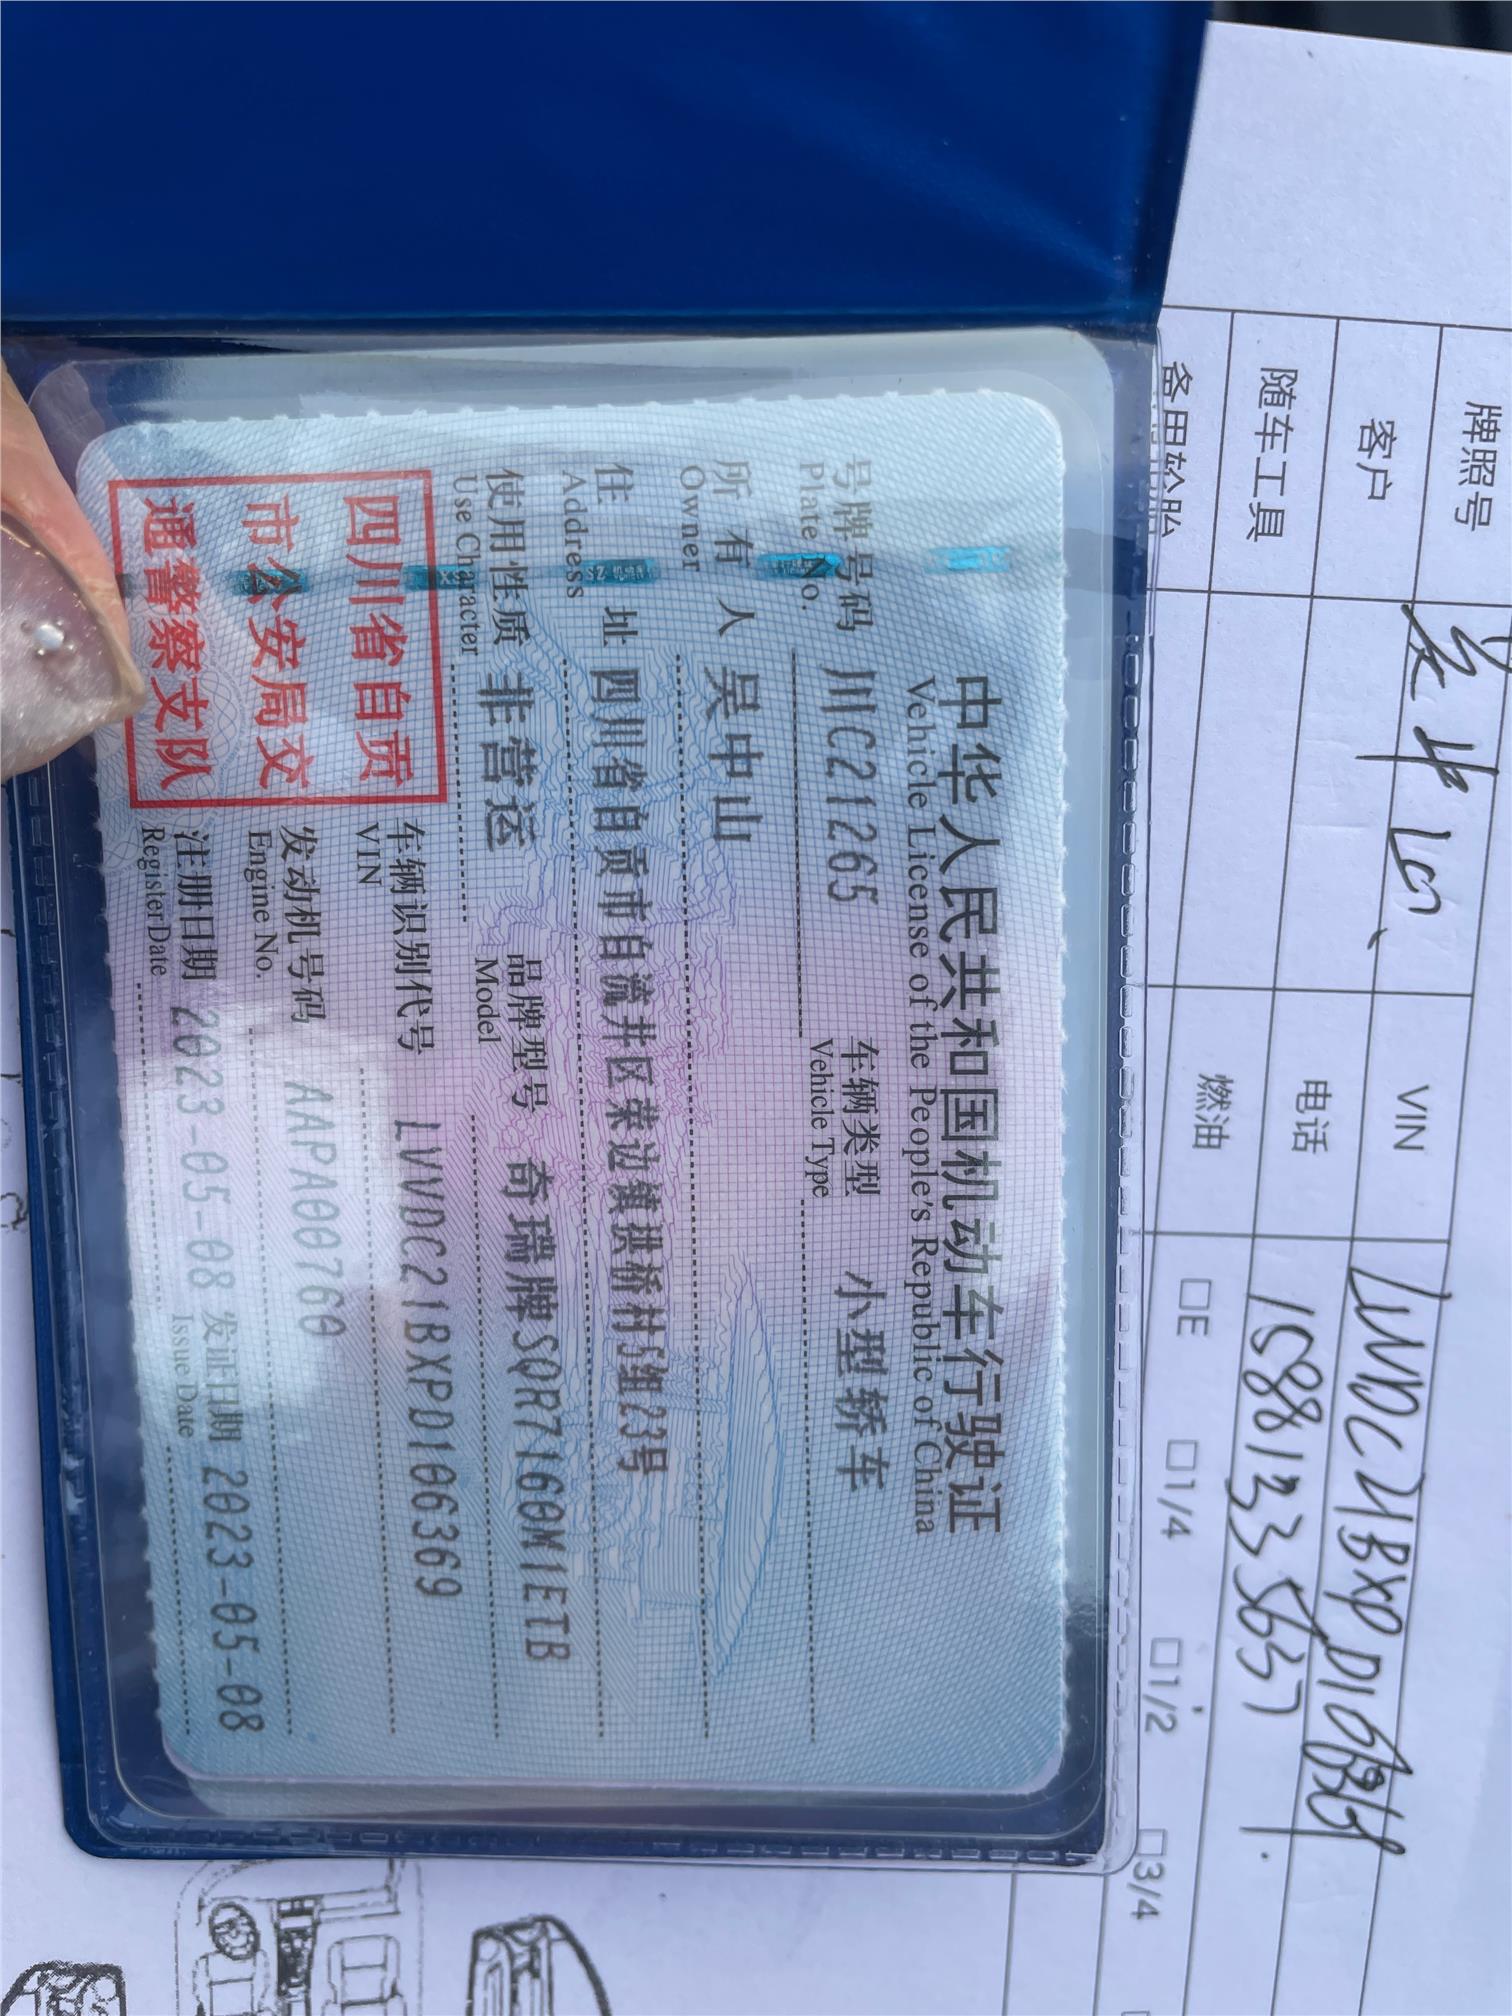 中华人民共和国机动车行驶证
Vehicle License of the People's Republic of China
号牌号码 川C21265 车辆类型 小型轿车
Plate No. Vehicle Type
所有人 吴中山
Owner
住址 四川省自贡市自流井区荣边镇拱桥村5组23号
Address
使用性质 非营运 品牌型号 奇瑞牌SQR7160M1ETB
Use Character Model
四川省自贡
市公安局交
通警察支队
车辆识别代号 LVVDC21BXPD106369
VIN
发动机号码 AAPA00760
Engine No.
注册日期 2023-05-08 发证日期 2023-05-08
Register Date Issue Date
牌照号 VIN
客户 电话
随车工具 燃油 □E □1/4 □1/2 □3/4
备用轮胎